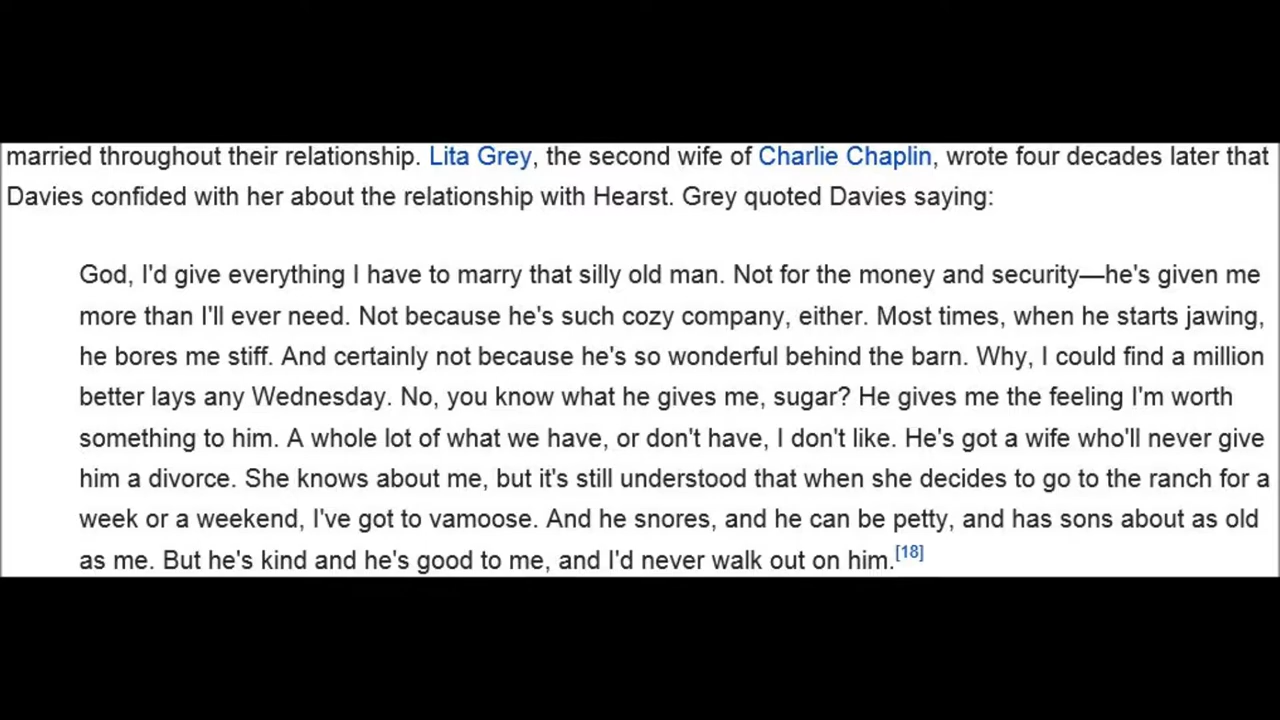 married throughout their relationship. Lita Grey, the second wife of Charlie Chaplin, wrote four decades later that
Davies confided with her about the relationship with Hearst. Grey quoted Davies saying:
God, I'd give everything I have to marry that silly old man. Not for the money and security—he's given me
more than I'll ever need. Not because he's such cozy company, either. Most times, when he starts jawing,
he bores me stiff. And certainly not because he's so wonderful behind the barn. Why, I could find a million
better lays any Wednesday. No, you know what he gives me, sugar? He gives me the feeling I'm worth
something to him. A whole lot of what we have, or don't have, I don't like. He's got a wife who'll never give
him a divorce. She knows about me, but it's still understood that when she decides to go to the ranch for a
week or a weekend, I've got to vamoose. And he snores, and he can be petty, and has sons about as old
as me. But he's kind and he's good to me, and I'd never walk out on him.[18]